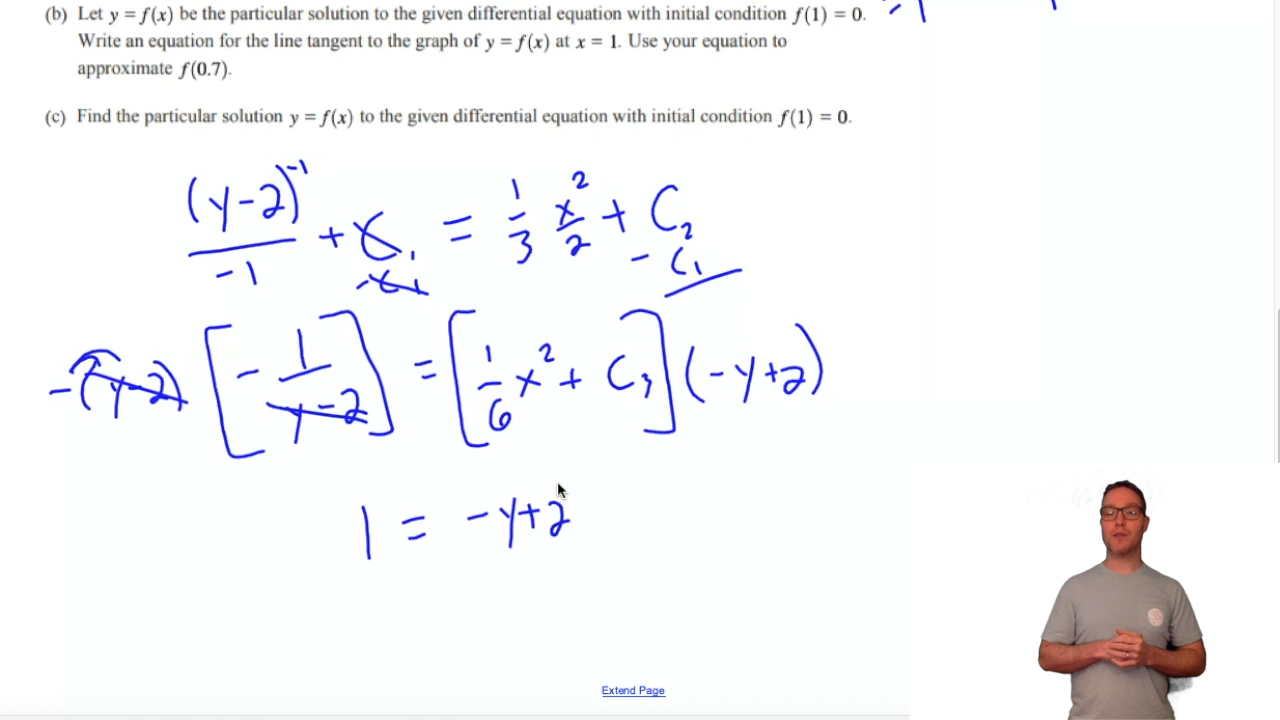 (b) Let y = f(x) be the particular solution to the given differential equation with initial condition f(1) = 0.
Write an equation for the line tangent to the graph of y = f(x) at x = 1. Use your equation to
approximate f(0.7).
(c) Find the particular solution y = f(x) to the given differential equation with initial condition f(1) = 0.
(y-2)^-1 / -1 + C₁ = 1/3 x²/2 + C₂
-C₁ - C₁
-(y-2) [- 1/(y-2)] = [1/6 x² + C₃] (-y+2)
1 = -y+2
Extend Page